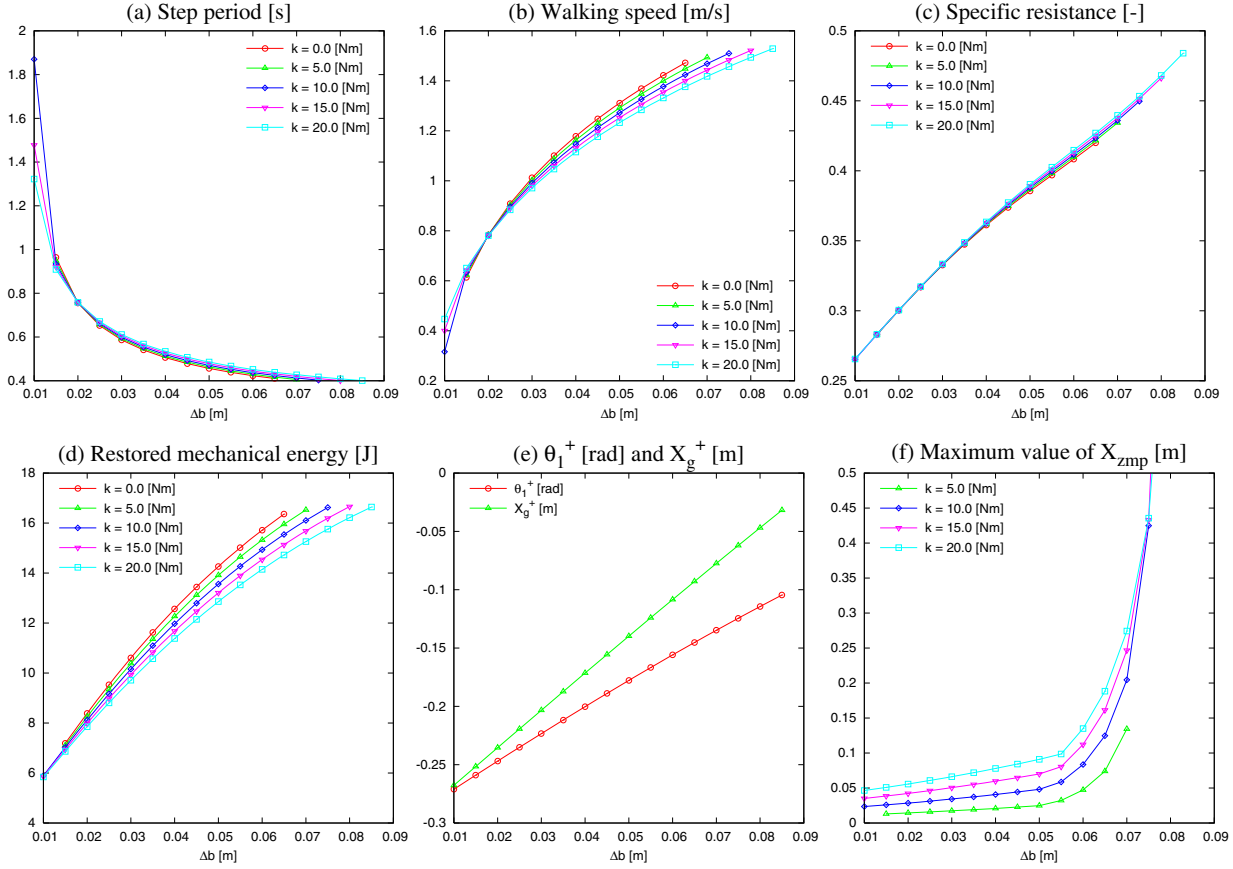 (a) Step period [s]
2
1.8
1.6
1.4
1.2
1
0.8
0.6
0.4
0.01 0.02 0.03 0.04 0.05 0.06 0.07 0.08 0.09
Δb [m]
k = 0.0 [Nm]
k = 5.0 [Nm]
k = 10.0 [Nm]
k = 15.0 [Nm]
k = 20.0 [Nm]
(b) Walking speed [m/s]
1.6
1.4
1.2
1
0.8
0.6
0.4
0.2
0.01 0.02 0.03 0.04 0.05 0.06 0.07 0.08 0.09
Δb [m]
k = 0.0 [Nm]
k = 5.0 [Nm]
k = 10.0 [Nm]
k = 15.0 [Nm]
k = 20.0 [Nm]
(c) Specific resistance [-]
0.5
0.45
0.4
0.35
0.3
0.25
0.01 0.02 0.03 0.04 0.05 0.06 0.07 0.08 0.09
Δb [m]
k = 0.0 [Nm]
k = 5.0 [Nm]
k = 10.0 [Nm]
k = 15.0 [Nm]
k = 20.0 [Nm]
(d) Restored mechanical energy [J]
18
16
14
12
10
8
6
4
0.01 0.02 0.03 0.04 0.05 0.06 0.07 0.08 0.09
Δb [m]
k = 0.0 [Nm]
k = 5.0 [Nm]
k = 10.0 [Nm]
k = 15.0 [Nm]
k = 20.0 [Nm]
(e) θ₁⁺ [rad] and X_g⁺ [m]
0
-0.05
-0.1
-0.15
-0.2
-0.25
-0.3
0.01 0.02 0.03 0.04 0.05 0.06 0.07 0.08 0.09
Δb [m]
θ₁⁺ [rad]
X_g⁺ [m]
(f) Maximum value of X_zmp [m]
0.5
0.45
0.4
0.35
0.3
0.25
0.2
0.15
0.1
0.05
0
0.01 0.02 0.03 0.04 0.05 0.06 0.07 0.08 0.09
Δb [m]
k = 5.0 [Nm]
k = 10.0 [Nm]
k = 15.0 [Nm]
k = 20.0 [Nm]